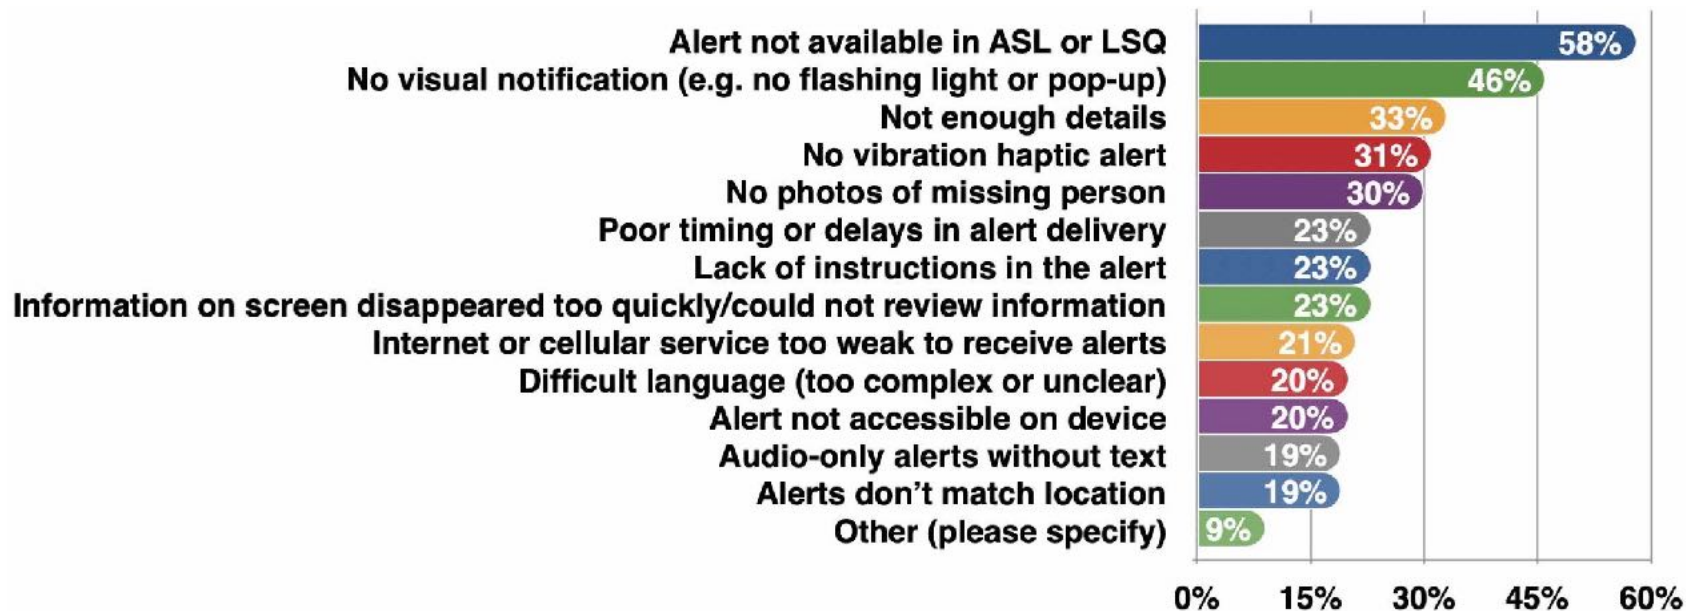 Alert not available in ASL or LSQ 58%
No visual notification (e.g. no flashing light or pop-up) 46%
Not enough details 33%
No vibration haptic alert 31%
No photos of missing person 30%
Poor timing or delays in alert delivery 23%
Lack of instructions in the alert 23%
Information on screen disappeared too quickly/could not review information 23%
Internet or cellular service too weak to receive alerts 21%
Difficult language (too complex or unclear) 20%
Alert not accessible on device 20%
Audio-only alerts without text 19%
Alerts don’t match location 19%
Other (please specify) 9%
0% 15% 30% 45% 60%